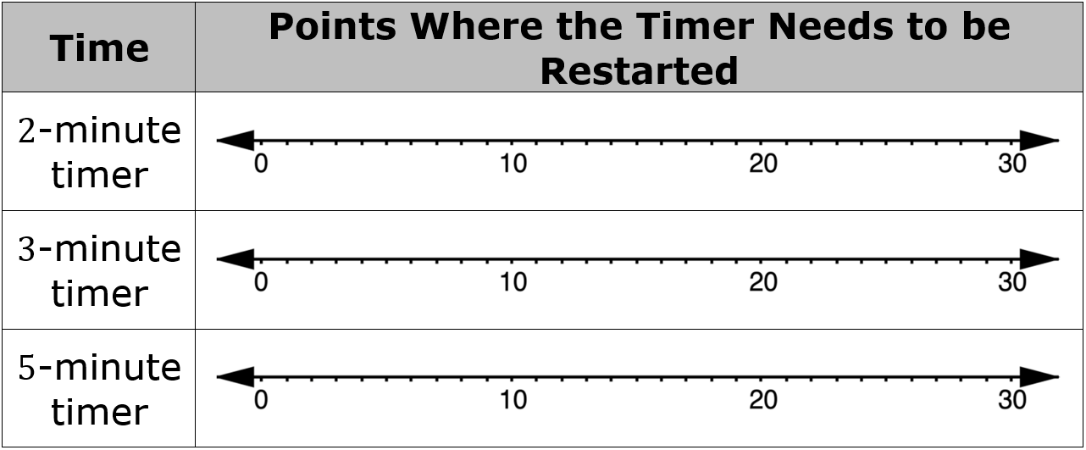 Time
Points Where the Timer Needs to be
Restarted
2-minute
timer
0 10 20 30
3-minute
timer
0 10 20 30
5-minute
timer
0 10 20 30